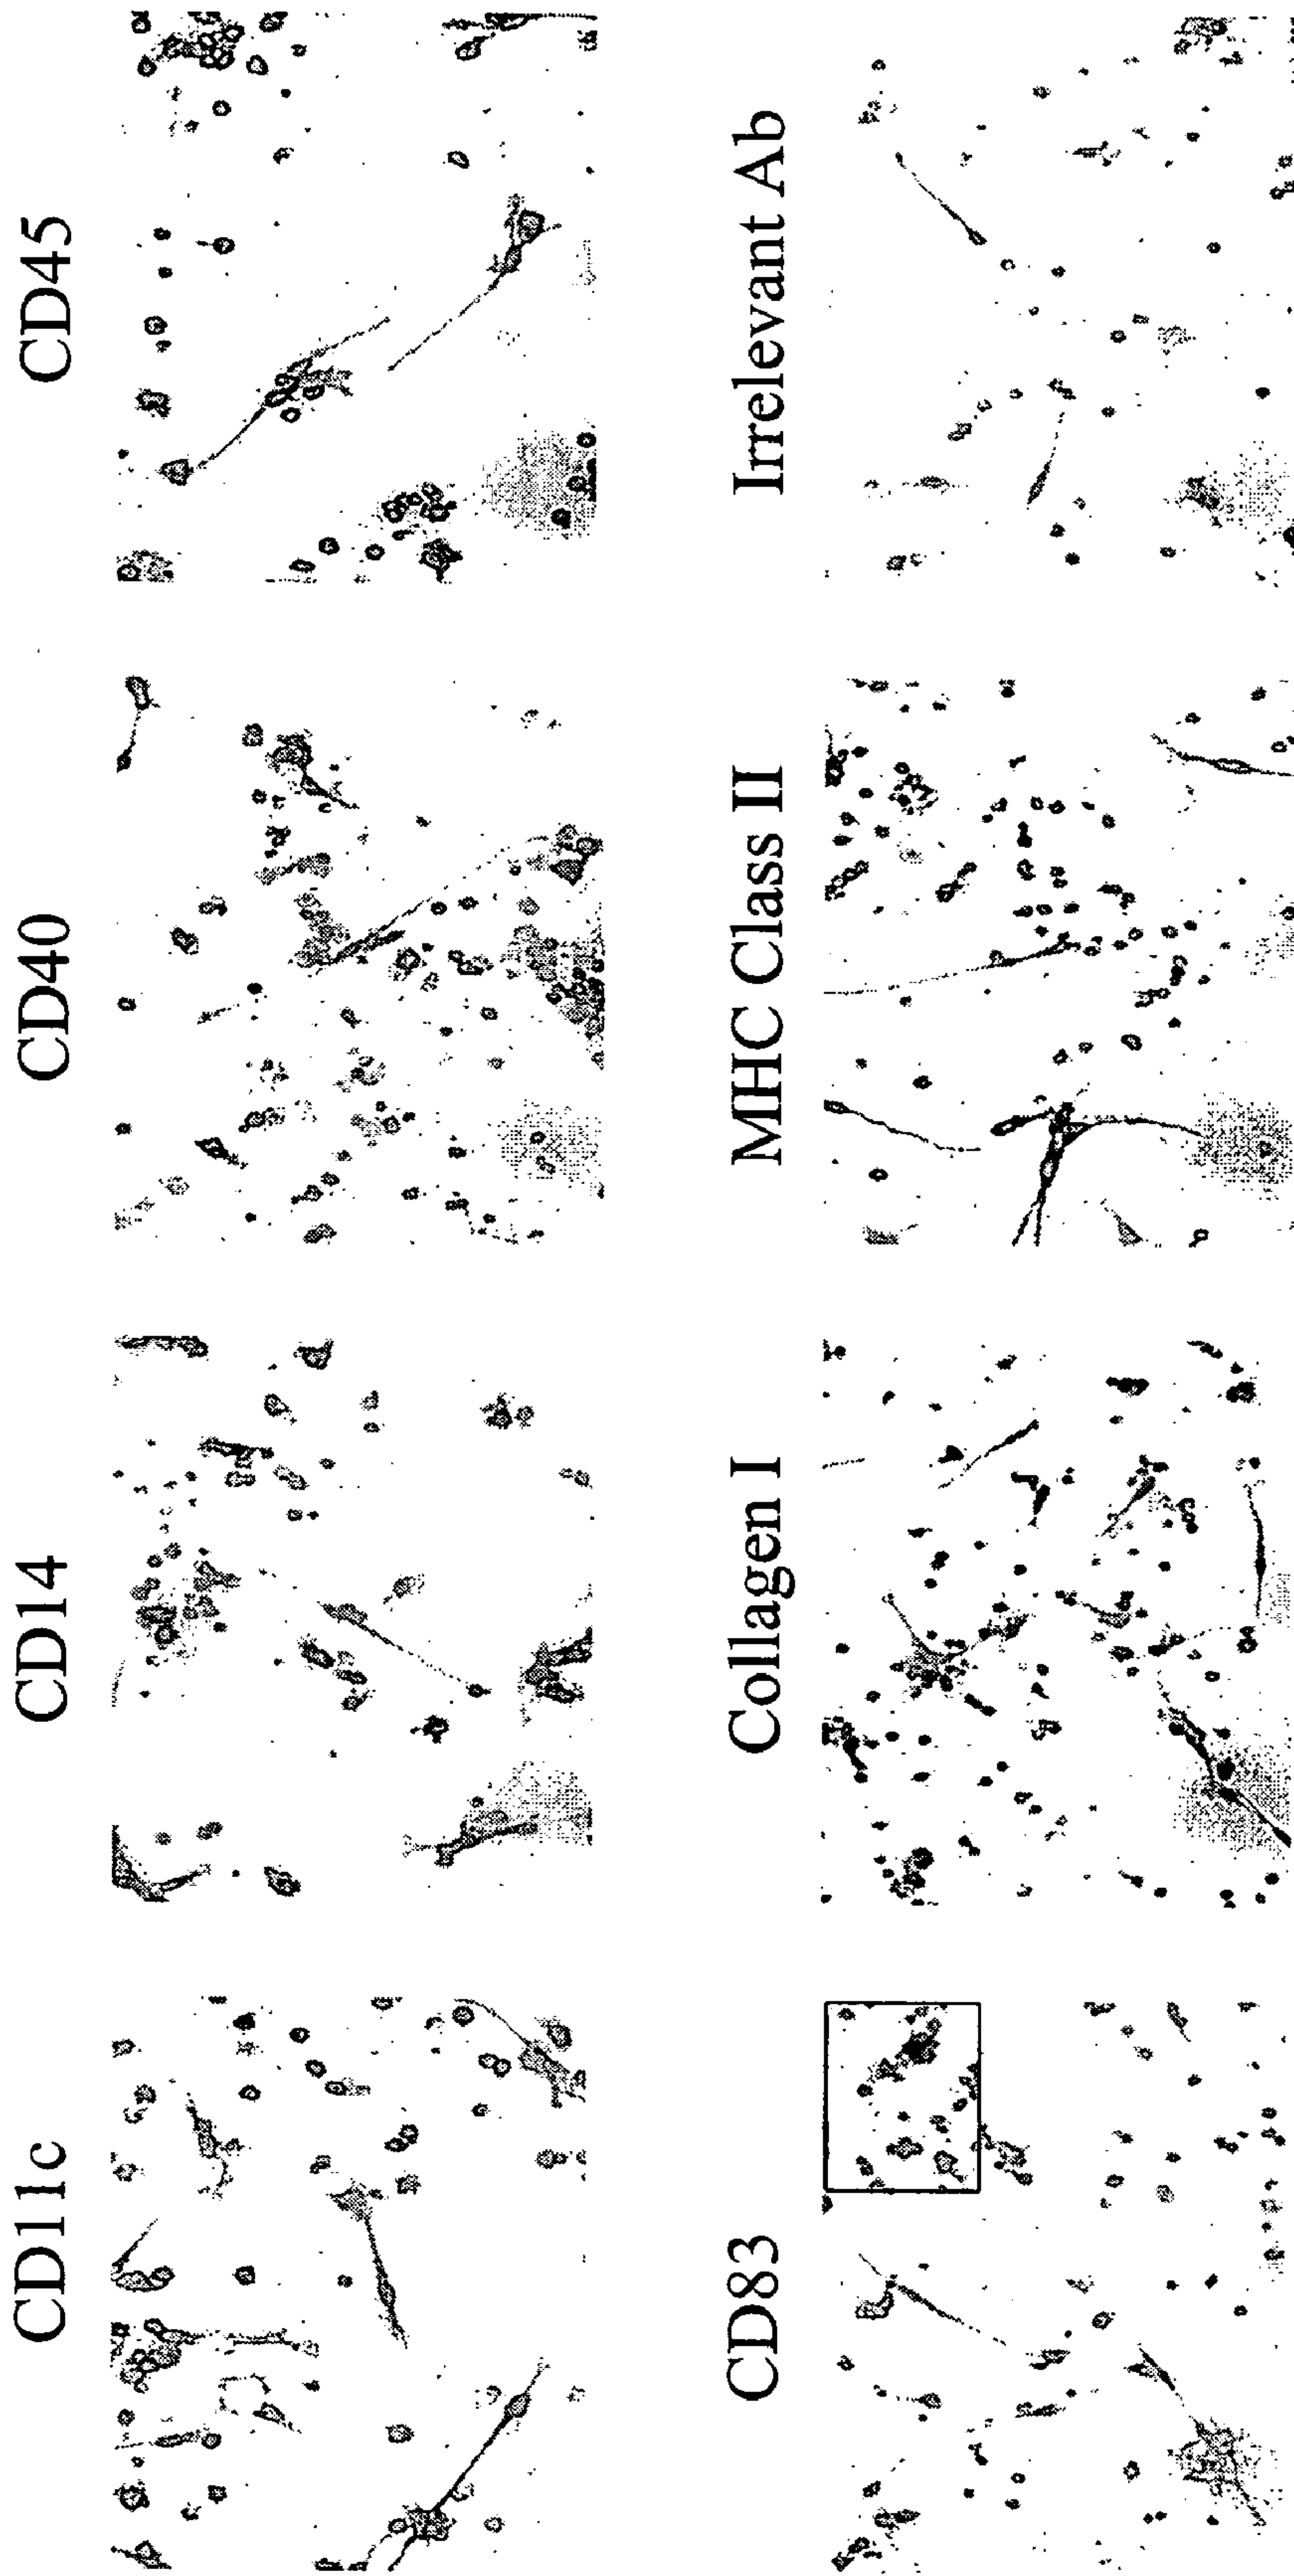 CD11c
CD14
CD40
CD45
CD83
Collagen I
MHC Class II
Irrelevant Ab